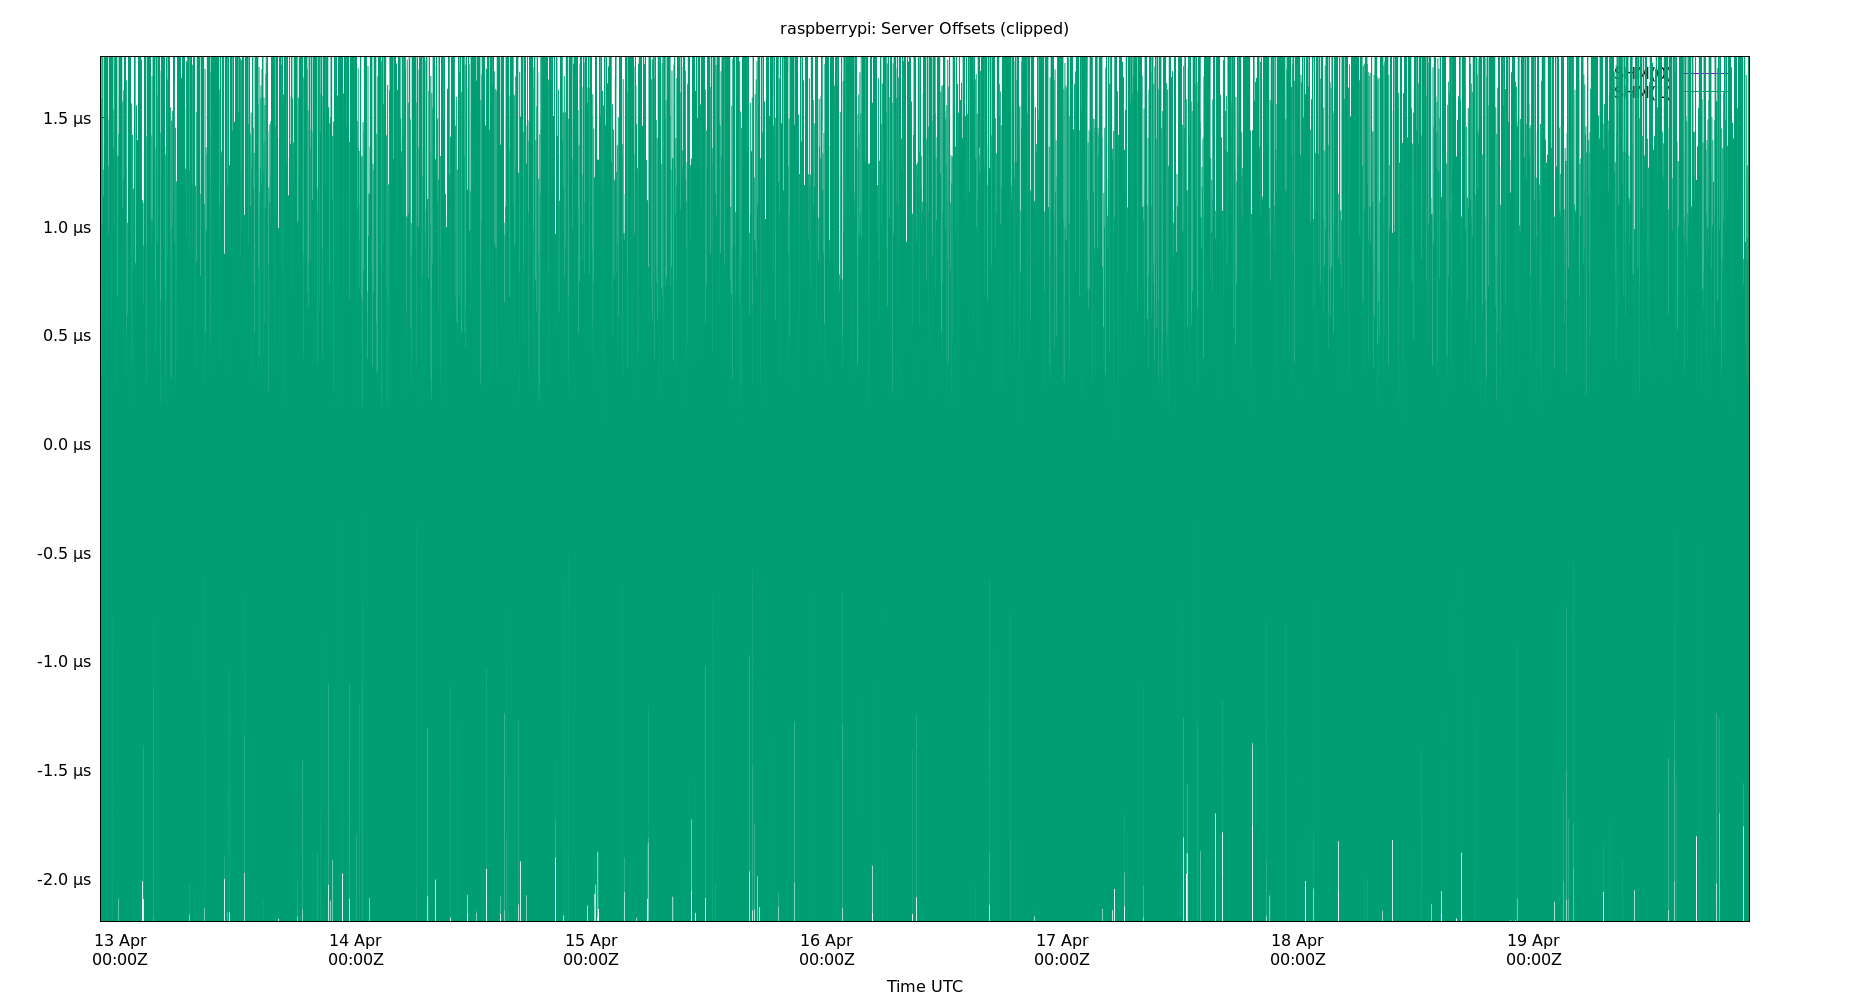 raspberrypi: Server Offsets (clipped)
SHM(0)
1.5 µs
1.0 µs
0.5 µs
0.0 µs
-0.5 µs
-1.0 µs
-1.5 µs
-2.0 µs
13 Apr 14 Apr 15 Apr 16 Apr 17 Apr 18 Apr 19 Apr
00:00Z 00:00Z 00:00Z 00:00Z 00:00Z 00:00Z 00:00Z
Time UTC